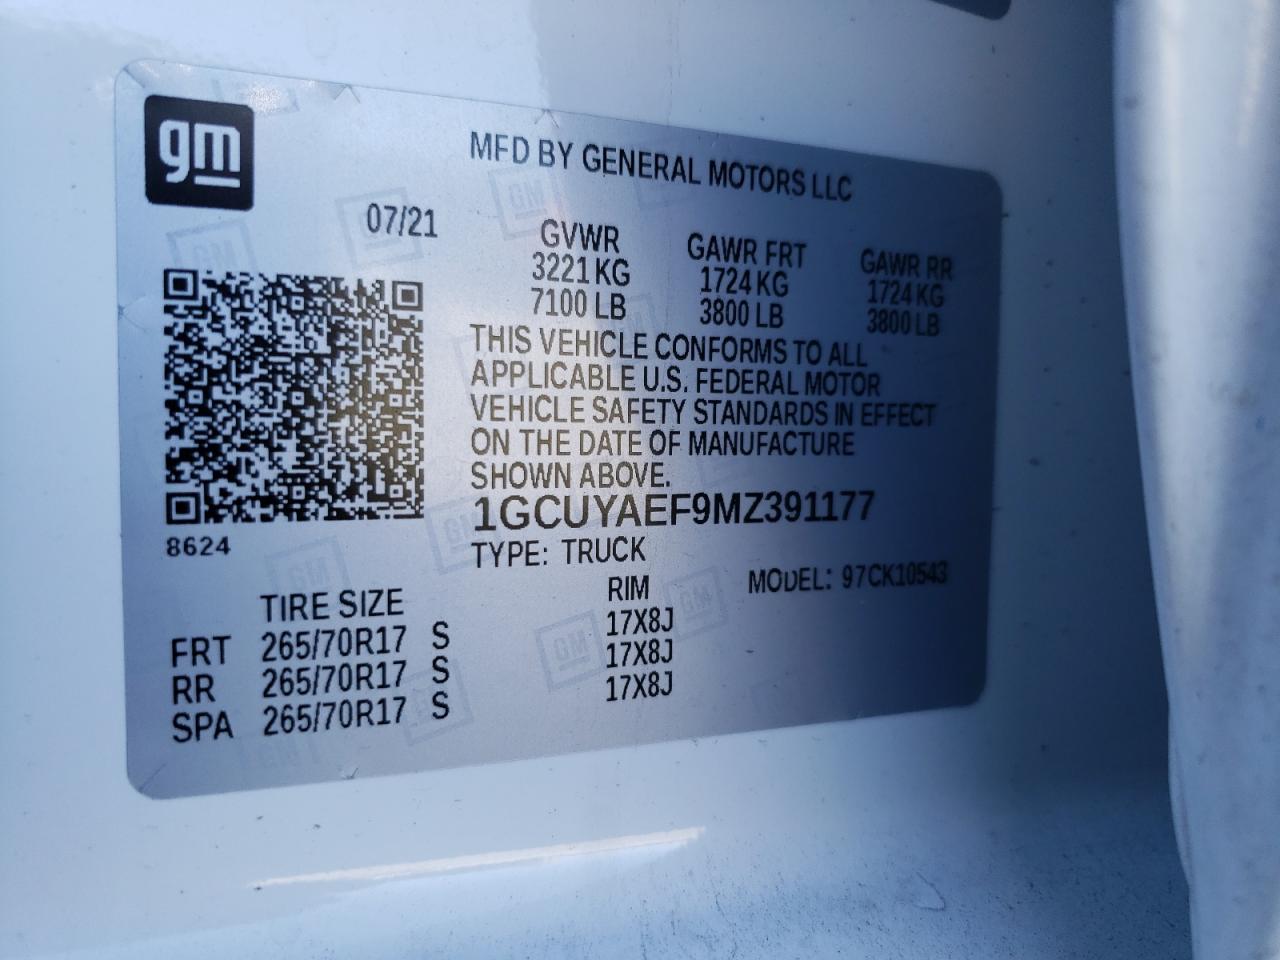 gm
MFD BY GENERAL MOTORS LLC
07/21
GVWR GAWR FRT GAWR RR
3221 KG 1724 KG 1724 KG
7100 LB 3800 LB 3800 LB
THIS VEHICLE CONFORMS TO ALL
APPLICABLE U.S. FEDERAL MOTOR
VEHICLE SAFETY STANDARDS IN EFFECT
ON THE DATE OF MANUFACTURE
SHOWN ABOVE.
1GCUYAEF9MZ391177
8624
TYPE: TRUCK
MODEL: 97CK10543
TIRE SIZE RIM
FRT 265/70R17 S 17X8J
RR 265/70R17 S 17X8J
SPA 265/70R17 S 17X8J